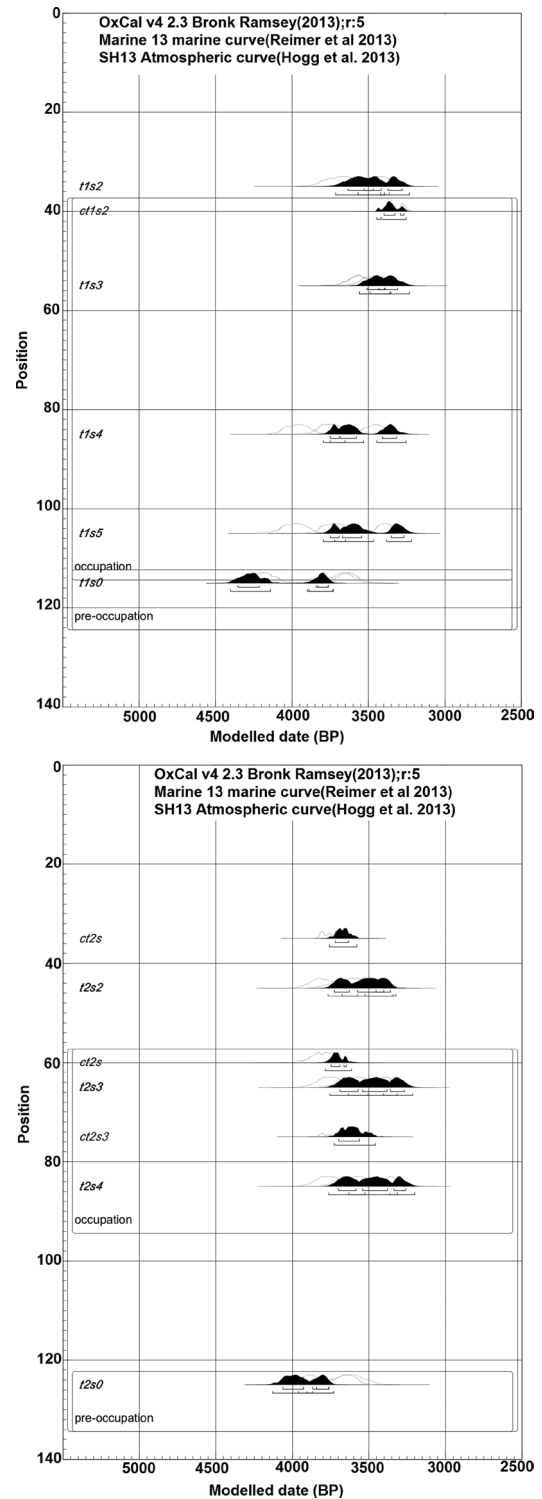 OxCal v4 2.3 Bronk Ramsey(2013);r:5
Marine 13 marine curve(Reimer et al 2013)
SH13 Atmospheric curve(Hogg et al. 2013)
0
20
t1s2
40
ct1s2
t1s3
60
Position
80
t1s4
100
t1s5
occupation
t1s0
120
pre-occupation
140
5000 4500 4000 3500 3000 2500
Modelled date (BP)
OxCal v4 2.3 Bronk Ramsey(2013);r:5
Marine 13 marine curve(Reimer et al 2013)
SH13 Atmospheric curve(Hogg et al. 2013)
0
20
ct2s
40
t2s2
ct2s
60
t2s3
Position
ct2s3
80
t2s4
occupation
100
120
t2s0
pre-occupation
140
5000 4500 4000 3500 3000 2500
Modelled date (BP)